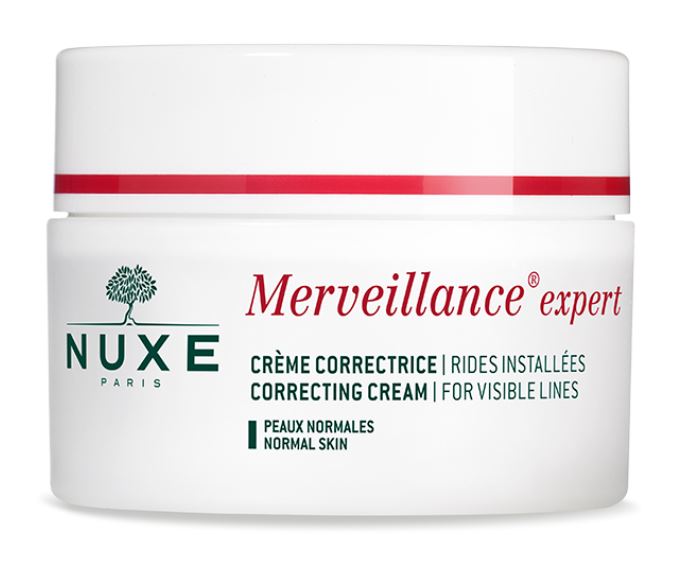 Merveillance® expert
NUXE
PARIS
CRÈME CORRECTRICE | RIDES INSTALLÉES
CORRECTING CREAM | FOR VISIBLE LINES
PEAUX NORMALES
NORMAL SKIN